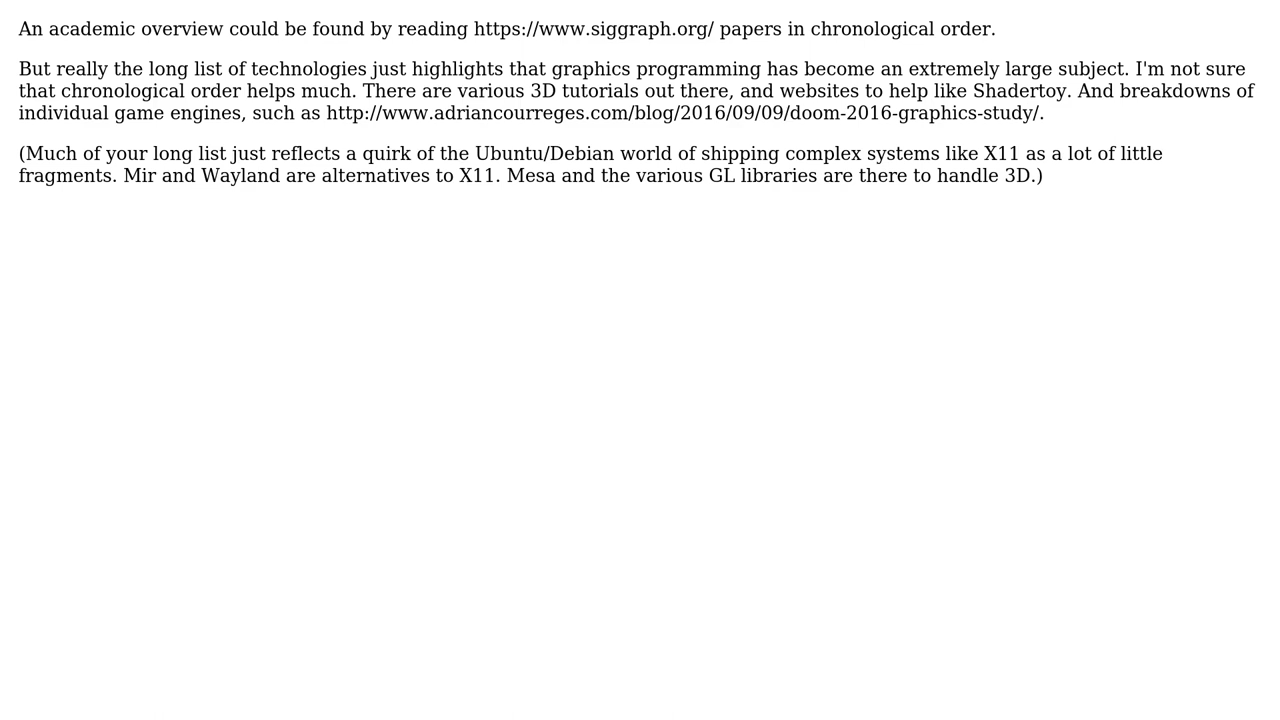 An academic overview could be found by reading https://www.siggraph.org/ papers in chronological order.
But really the long list of technologies just highlights that graphics programming has become an extremely large subject. I'm not sure
that chronological order helps much. There are various 3D tutorials out there, and websites to help like Shadertoy. And breakdowns of
individual game engines, such as http://www.adriancourreges.com/blog/2016/09/09/doom-2016-graphics-study/.
(Much of your long list just reflects a quirk of the Ubuntu/Debian world of shipping complex systems like X11 as a lot of little
fragments. Mir and Wayland are alternatives to X11. Mesa and the various GL libraries are there to handle 3D.)